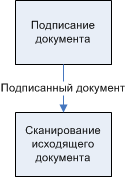 Подписание
документа
Подписанный документ
Сканирование
исходящего
документа